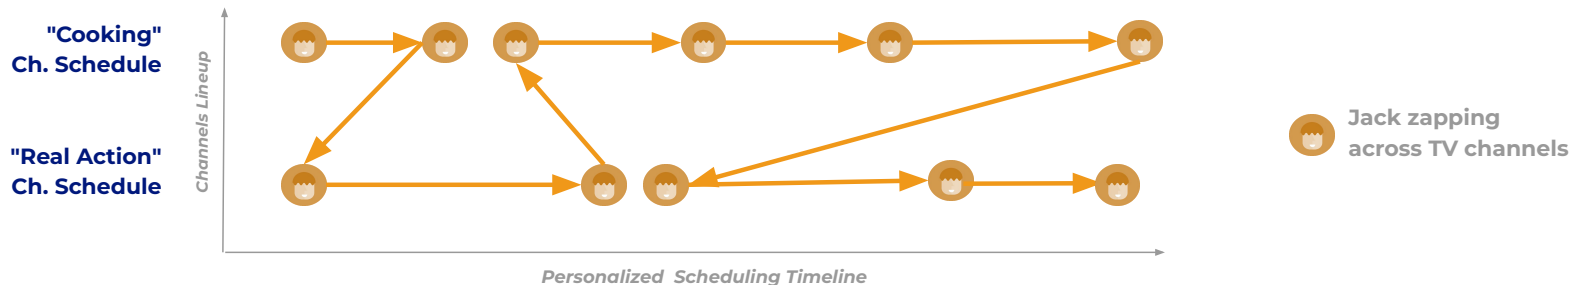 "Cooking"
Ch. Schedule
"Real Action"
Ch. Schedule
Channels Lineup
Personalized Scheduling Timeline
Jack zapping
across TV channels